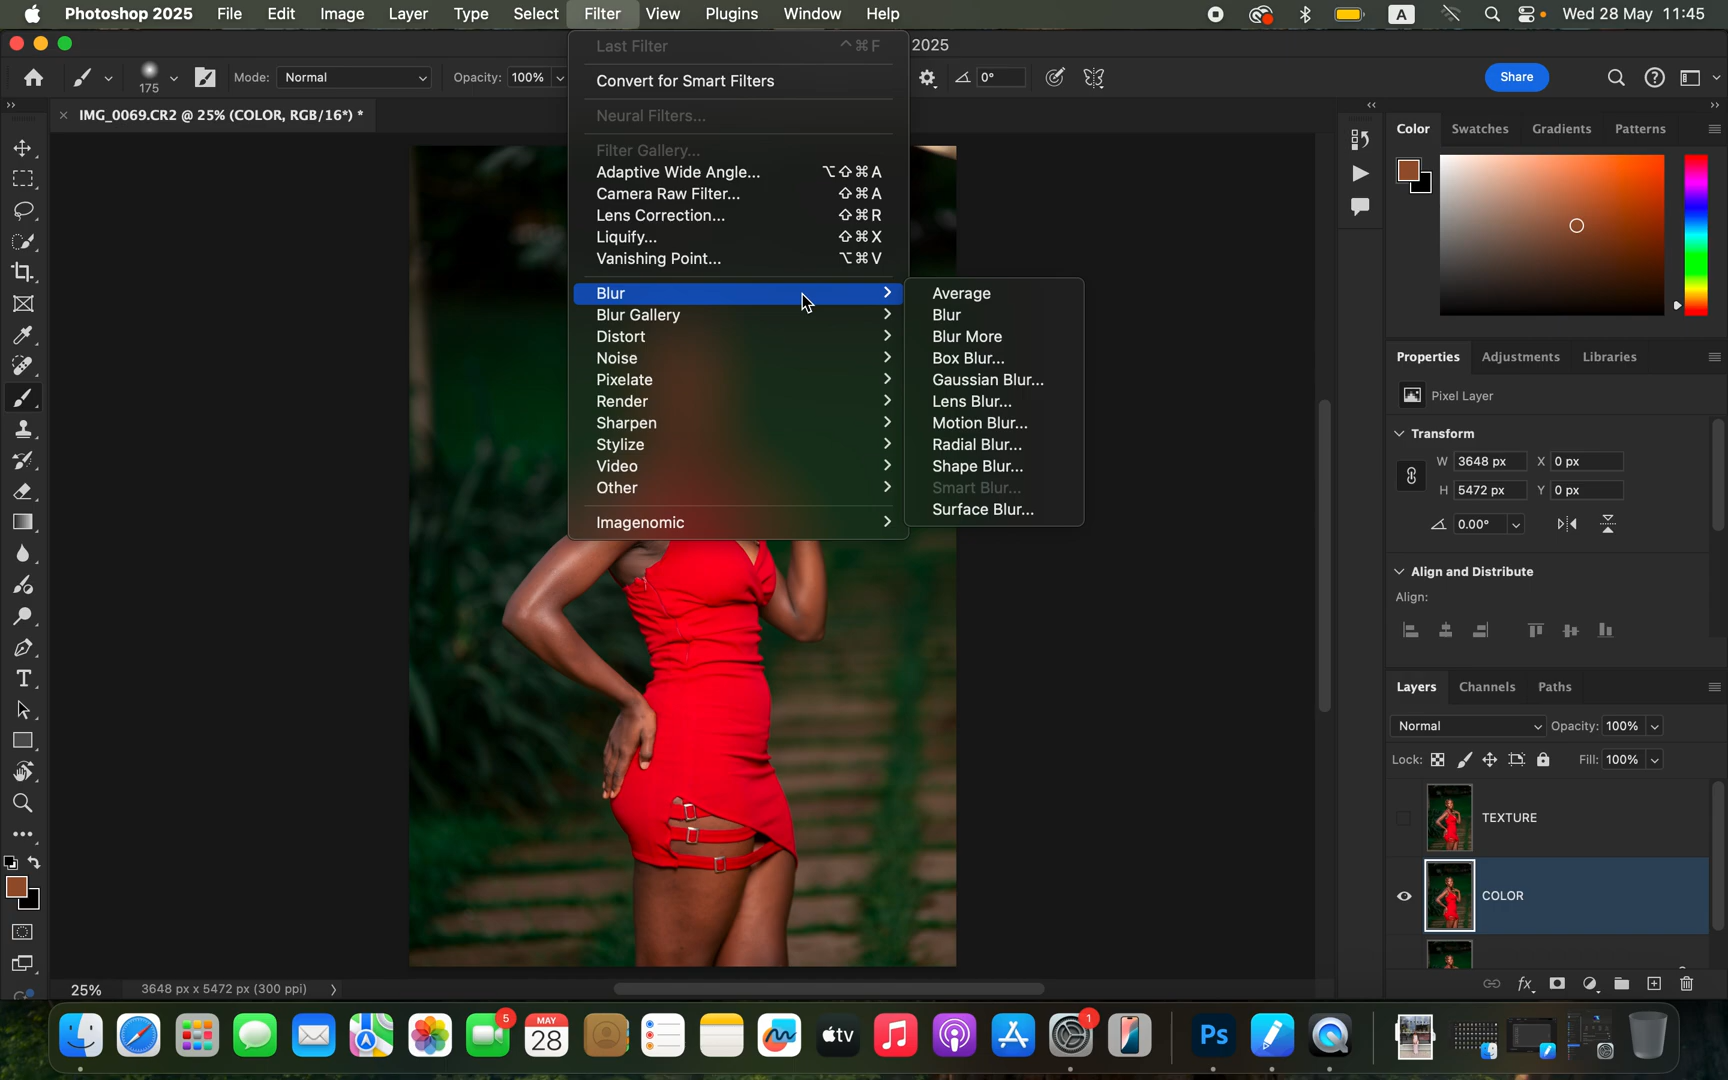 Photoshop 2025 File Edit Image Layer Type Select Filter View Plugins Window Help A Wed 28 May 11:45
2025
175 Mode: Normal Opacity: 100% 0° Share
IMG_0069.CR2 @ 25% (COLOR, RGB/16*) *
Last Filter ^⌘F
Convert for Smart Filters
Neural Filters...
Filter Gallery...
Adaptive Wide Angle... ⌥⇧⌘A
Camera Raw Filter... ⇧⌘A
Lens Correction... ⇧⌘R
Liquify... ⇧⌘X
Vanishing Point... ⌥⌘V
Blur
Blur Gallery
Distort
Noise
Pixelate
Render
Sharpen
Stylize
Video
Other
Imagenomic
Average
Blur
Blur More
Box Blur...
Gaussian Blur...
Lens Blur...
Motion Blur...
Radial Blur...
Shape Blur...
Smart Blur...
Surface Blur...
Color Swatches Gradients Patterns
Properties Adjustments Libraries
Pixel Layer
Transform
W 3648 px X 0 px
H 5472 px Y 0 px
0.00°
Align and Distribute
Align:
Layers Channels Paths
Normal Opacity: 100%
Lock: Fill: 100%
TEXTURE
COLOR
25% 3648 px x 5472 px (300 ppi)
5 MAY 28 tv 1 Ps